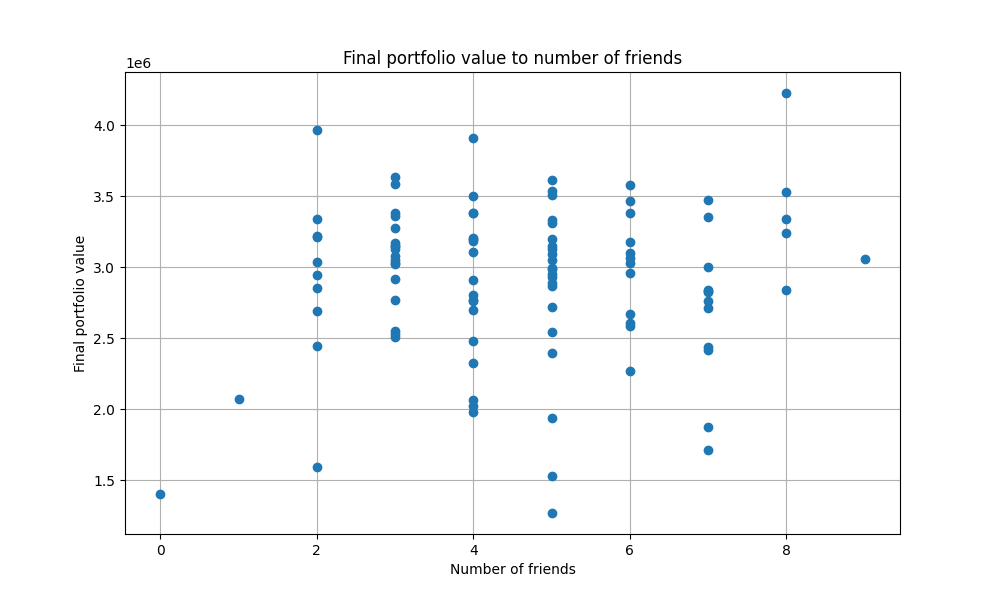 Final portfolio value to number of friends
1e6
4.0
3.5
3.0
2.5
2.0
1.5
Final portfolio value
0 2 4 6 8
Number of friends